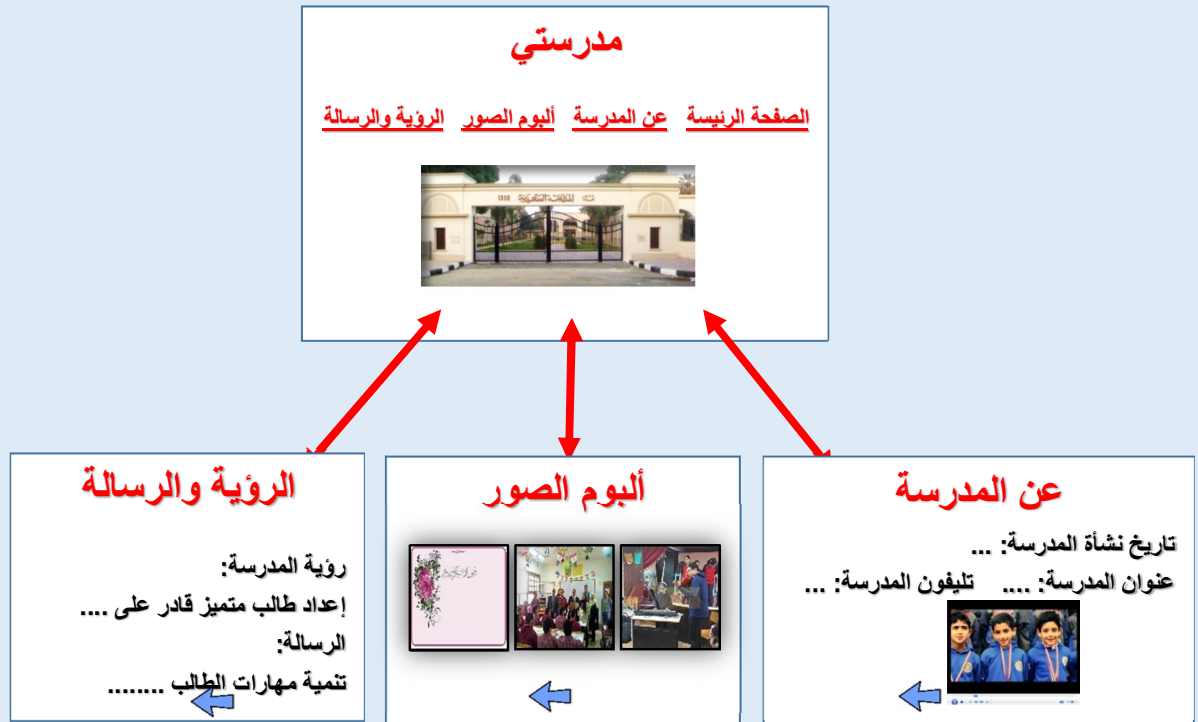 مدرستي
الصفحة الرئيسة عن المدرسة ألبوم الصور الرؤية والرسالة
1919
عن المدرسة
تاريخ نشأة المدرسة: ...
عنوان المدرسة: .... تليفون المدرسة: ...
ألبوم الصور
الرؤية والرسالة
رؤية المدرسة:
إعداد طالب متميز قادر على ....
الرسالة:
تنمية مهارات الطالب ........